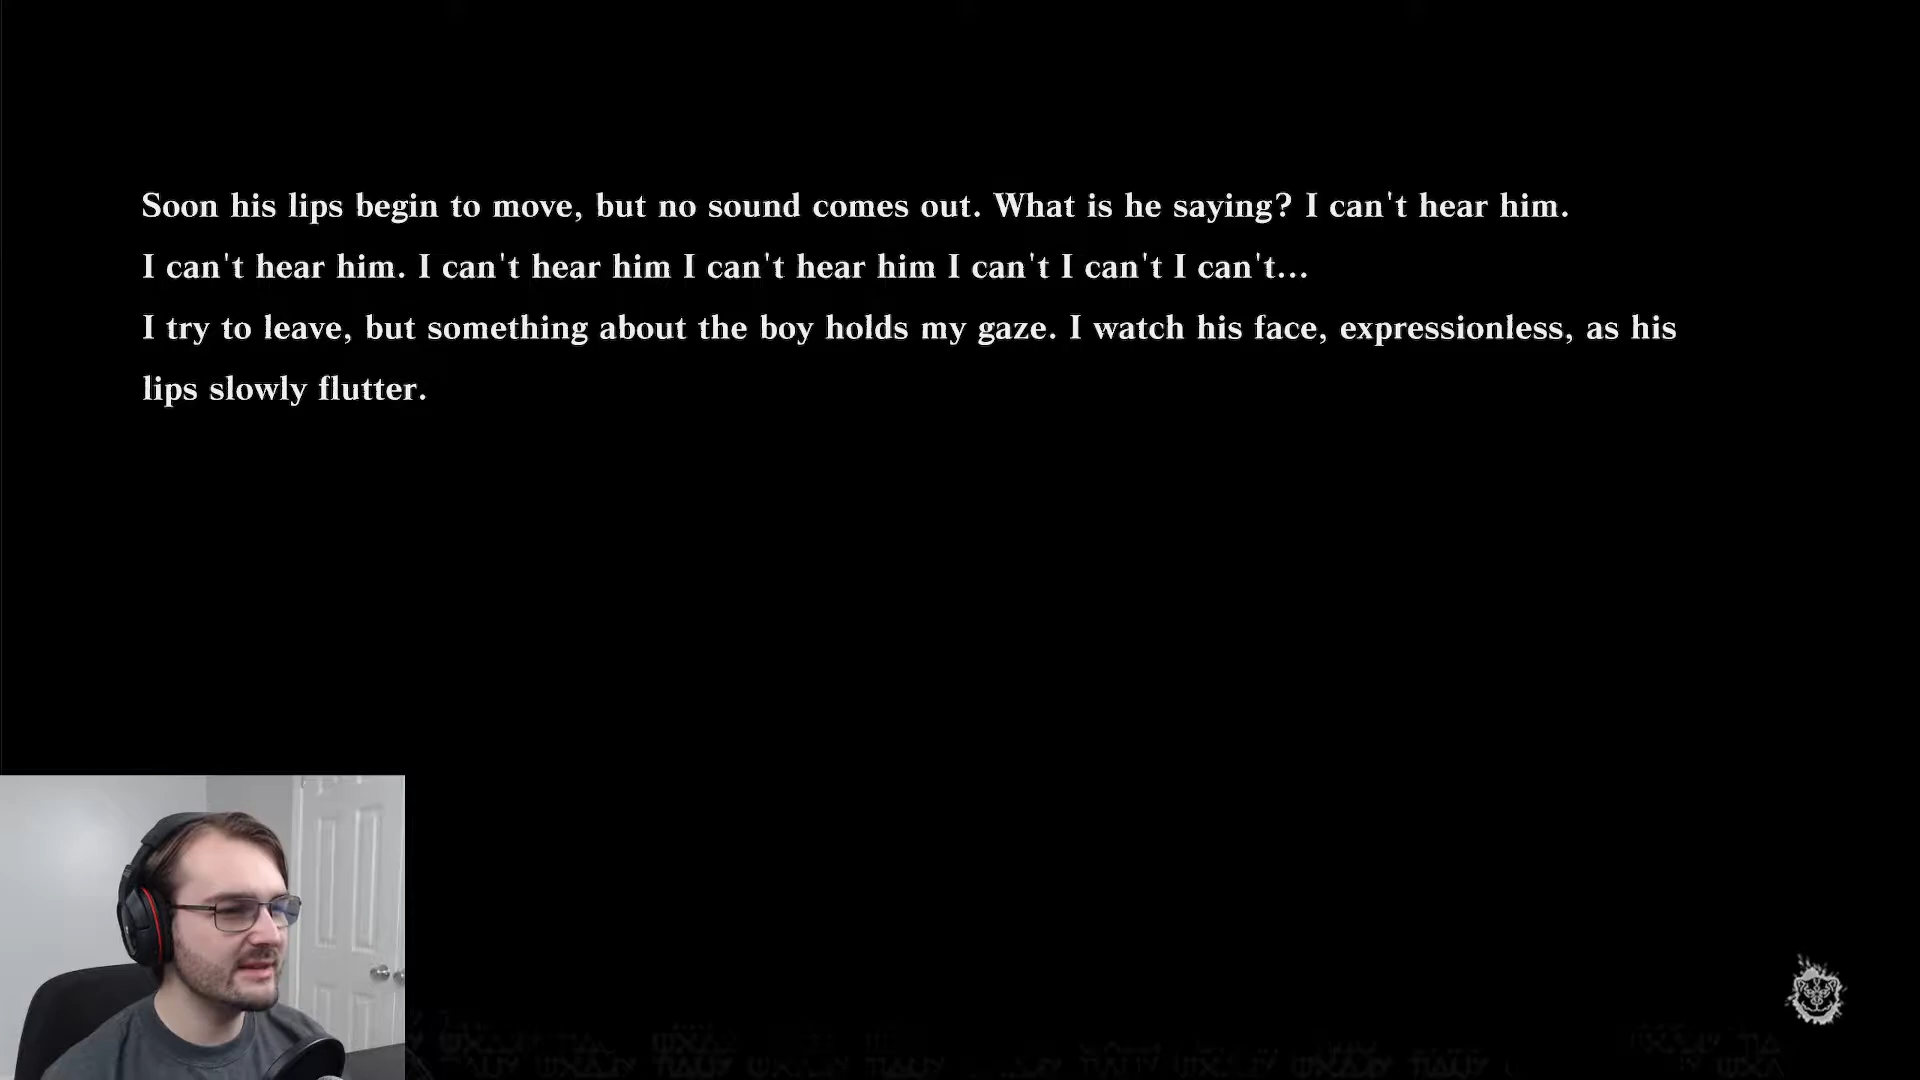 Soon his lips begin to move, but no sound comes out. What is he saying? I can't hear him.
I can't hear him. I can't hear him I can't hear him I can't I can't I can't...
I try to leave, but something about the boy holds my gaze. I watch his face, expressionless, as his
lips slowly flutter.